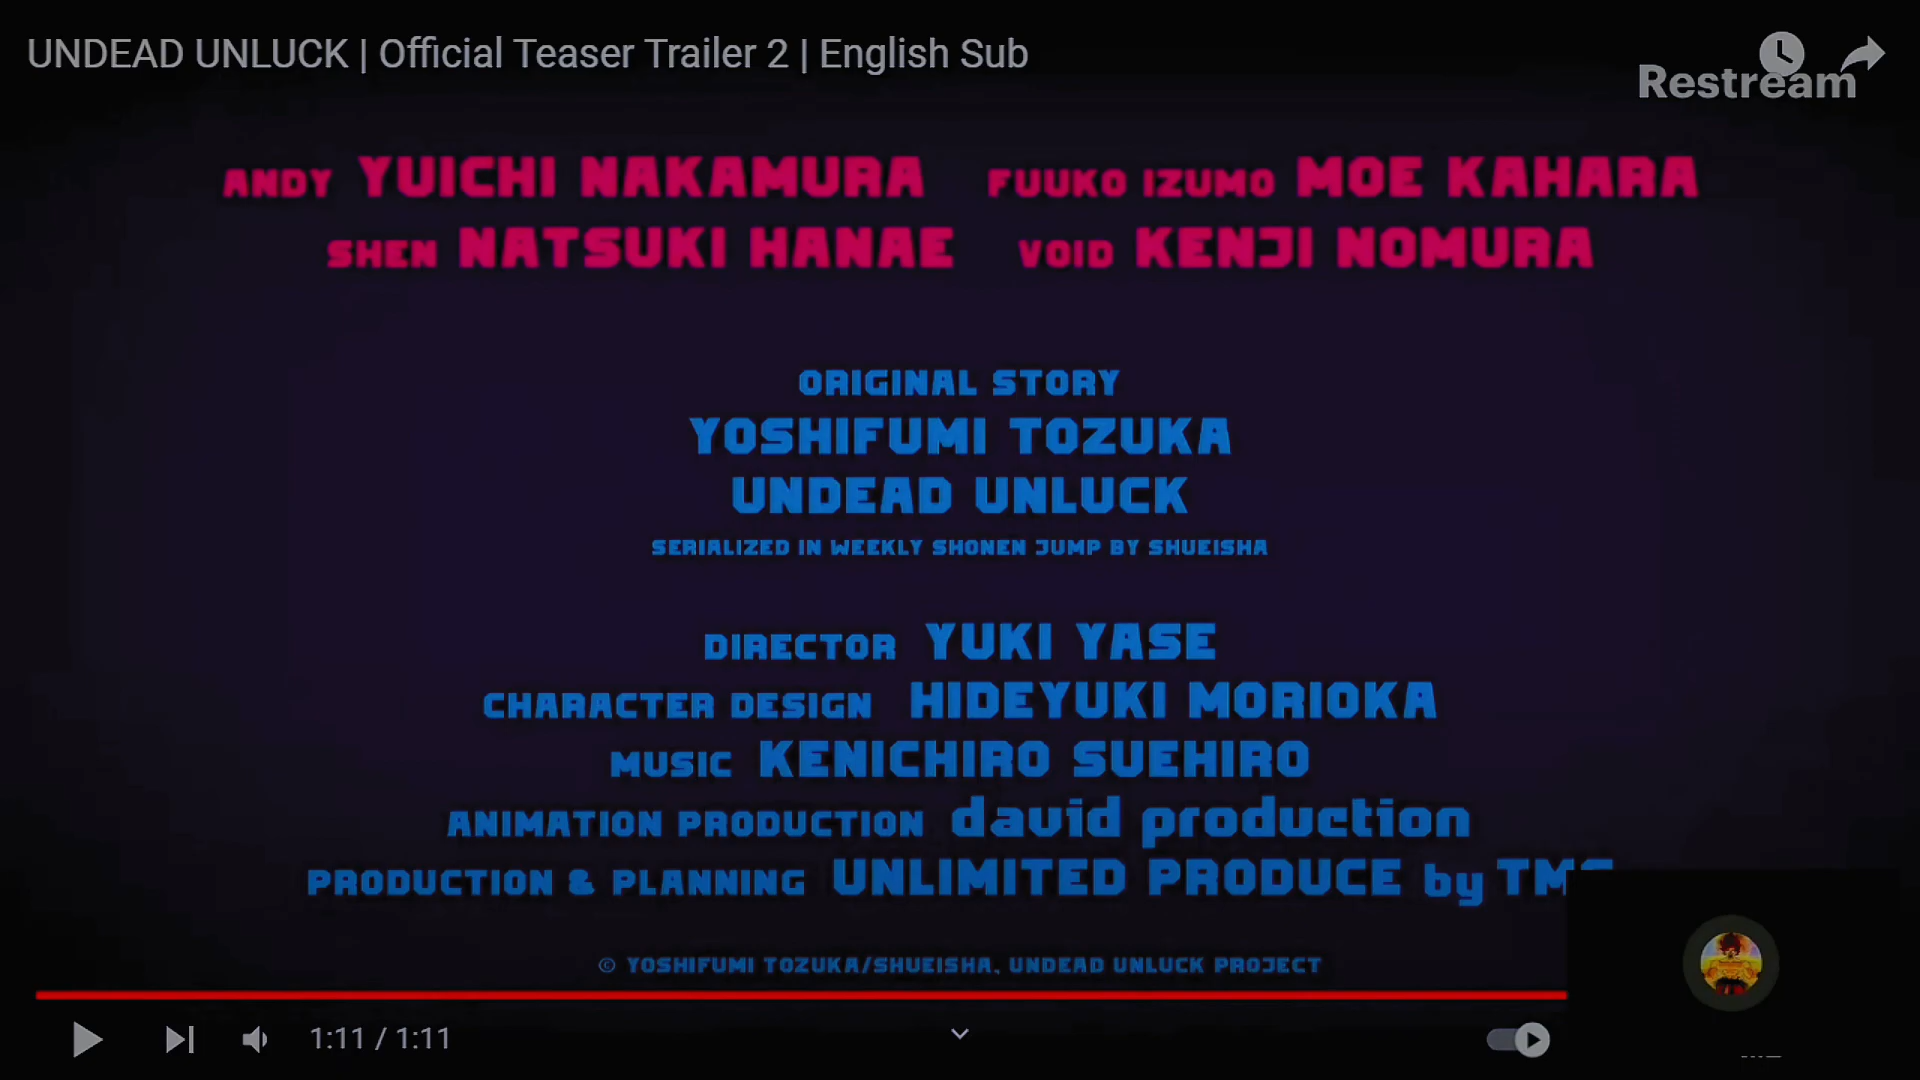 UNDEAD UNLUCK | Official Teaser Trailer 2 | English Sub
Restream
ANDY YUICHI NAKAMURA FUUKO IZUMO MOE KAHARA
SHEN NATSUKI HANAE VOID KENJI NOMURA
ORIGINAL STORY
YOSHIFUMI TOZUKA
UNDEAD UNLUCK
SERIALIZED IN WEEKLY SHONEN JUMP BY SHUEISHA
DIRECTOR YUKI YASE
CHARACTER DESIGN HIDEYUKI MORIOKA
MUSIC KENICHIRO SUEHIRO
ANIMATION PRODUCTION david production
PRODUCTION & PLANNING UNLIMITED PRODUCE by
© YOSHIFUMI TOZUKA/SHUEISHA, UNDEAD UNLUCK PROJECT
1:11 / 1:11